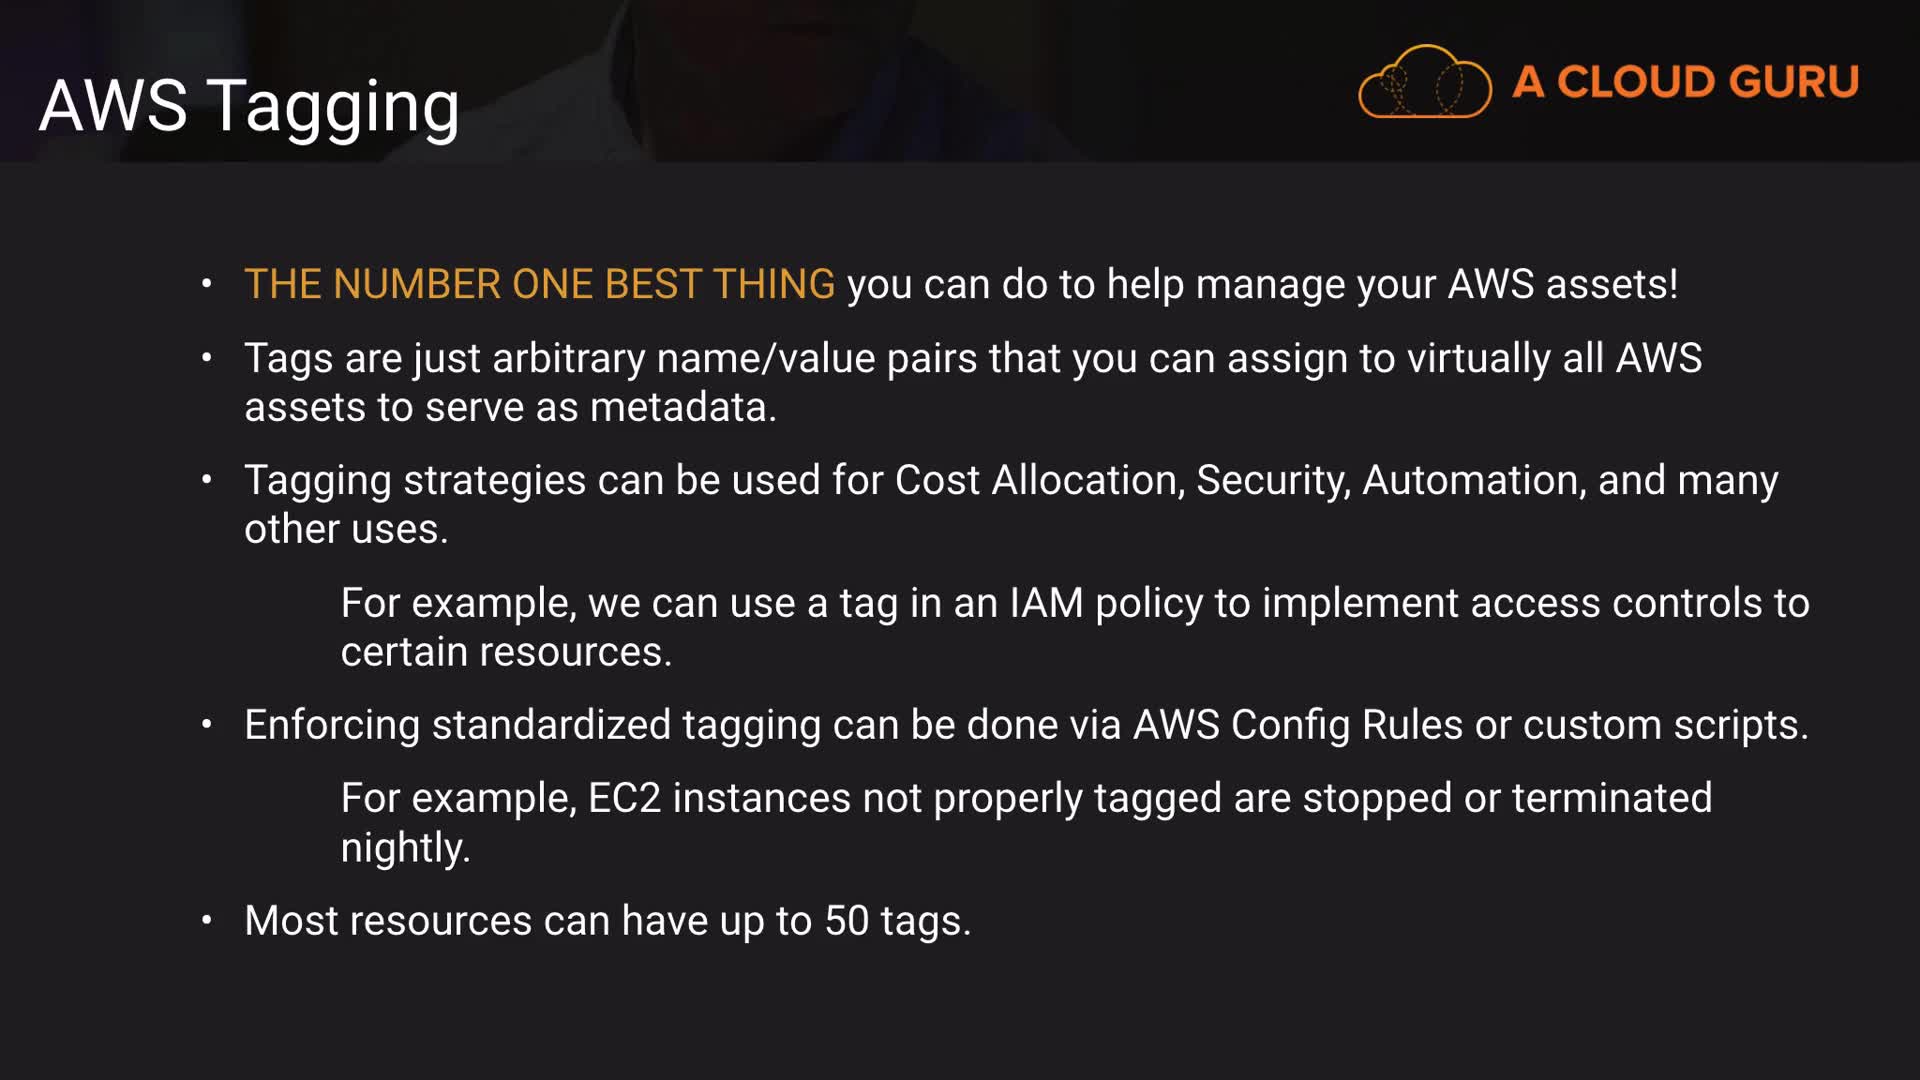 AWS Tagging
A CLOUD GURU
• THE NUMBER ONE BEST THING you can do to help manage your AWS assets!
• Tags are just arbitrary name/value pairs that you can assign to virtually all AWS
assets to serve as metadata.
• Tagging strategies can be used for Cost Allocation, Security, Automation, and many
other uses.
For example, we can use a tag in an IAM policy to implement access controls to
certain resources.
• Enforcing standardized tagging can be done via AWS Config Rules or custom scripts.
For example, EC2 instances not properly tagged are stopped or terminated
nightly.
• Most resources can have up to 50 tags.